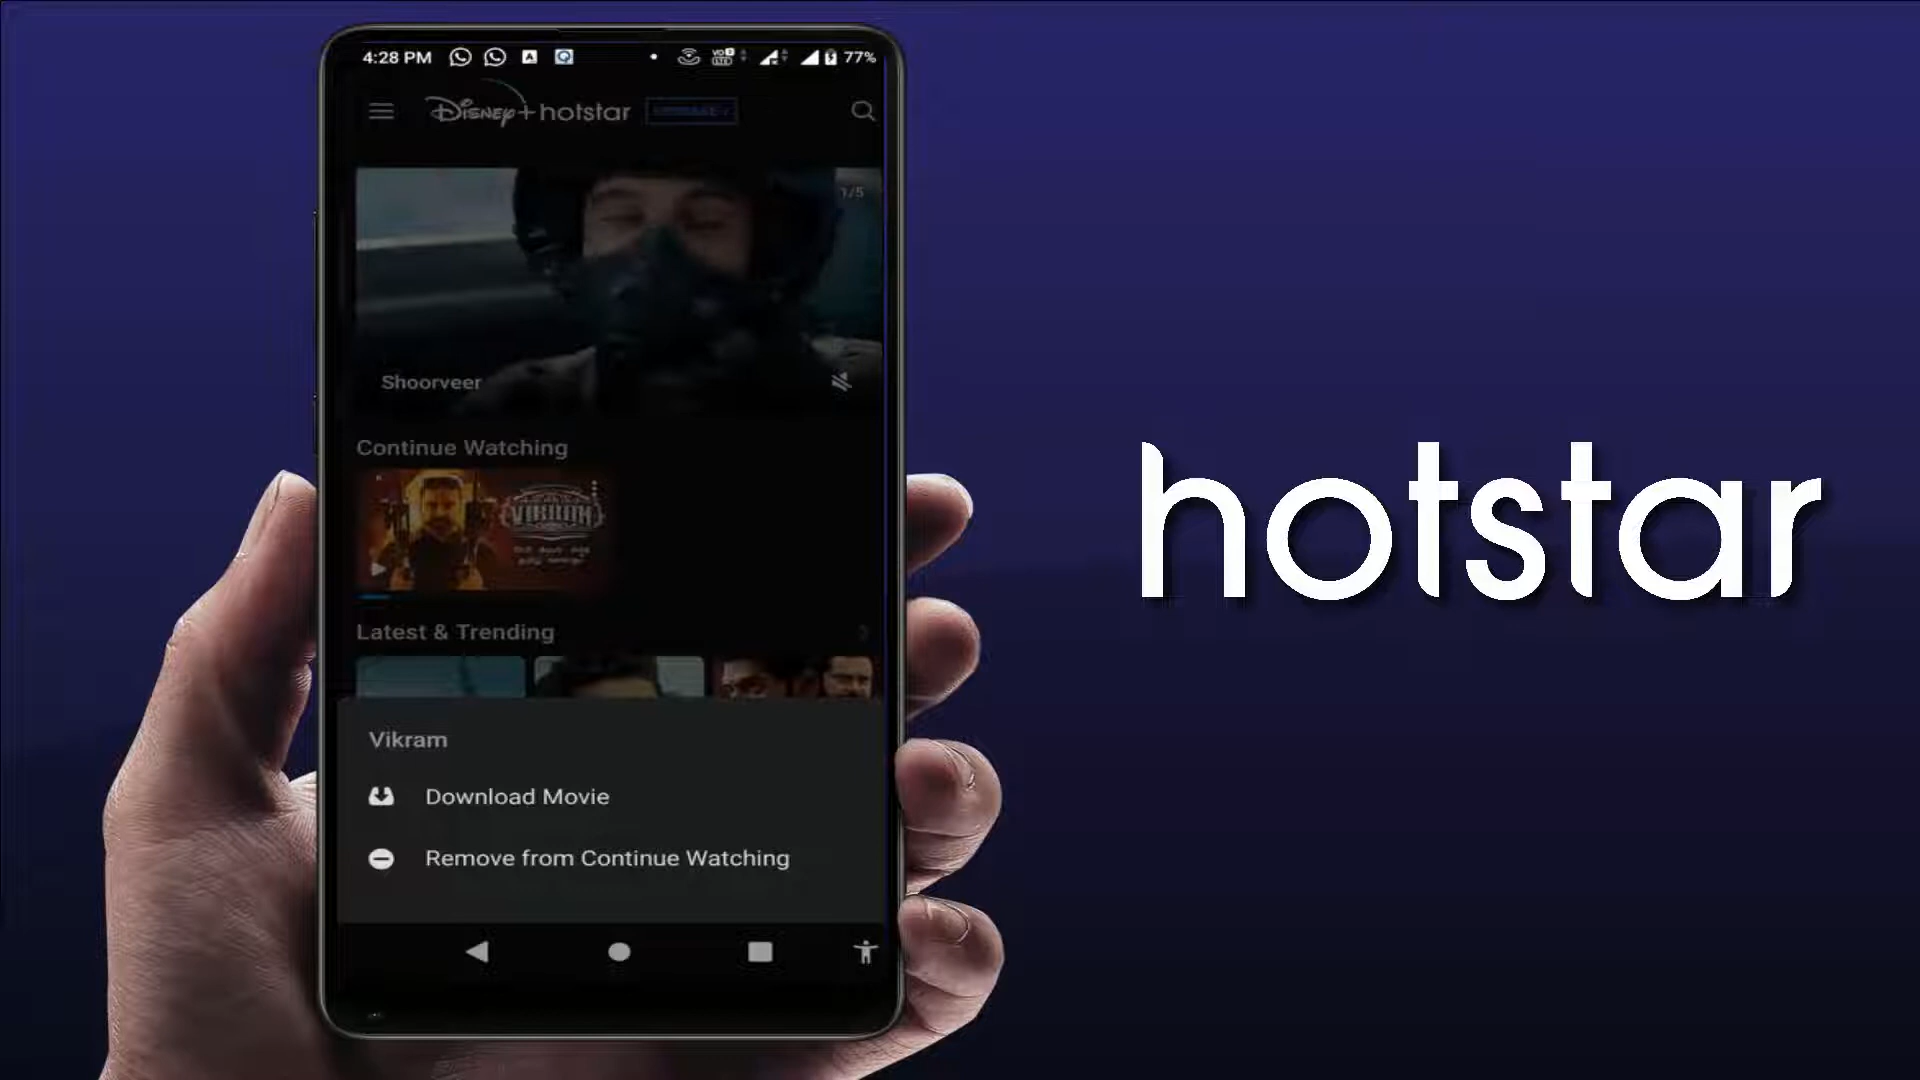 4:28 PM
77%
Disney+ hotstar
1/5
Shoorveer
Continue Watching
VIKRAM
Latest & Trending
Vikram
Download Movie
Remove from Continue Watching
hotstar